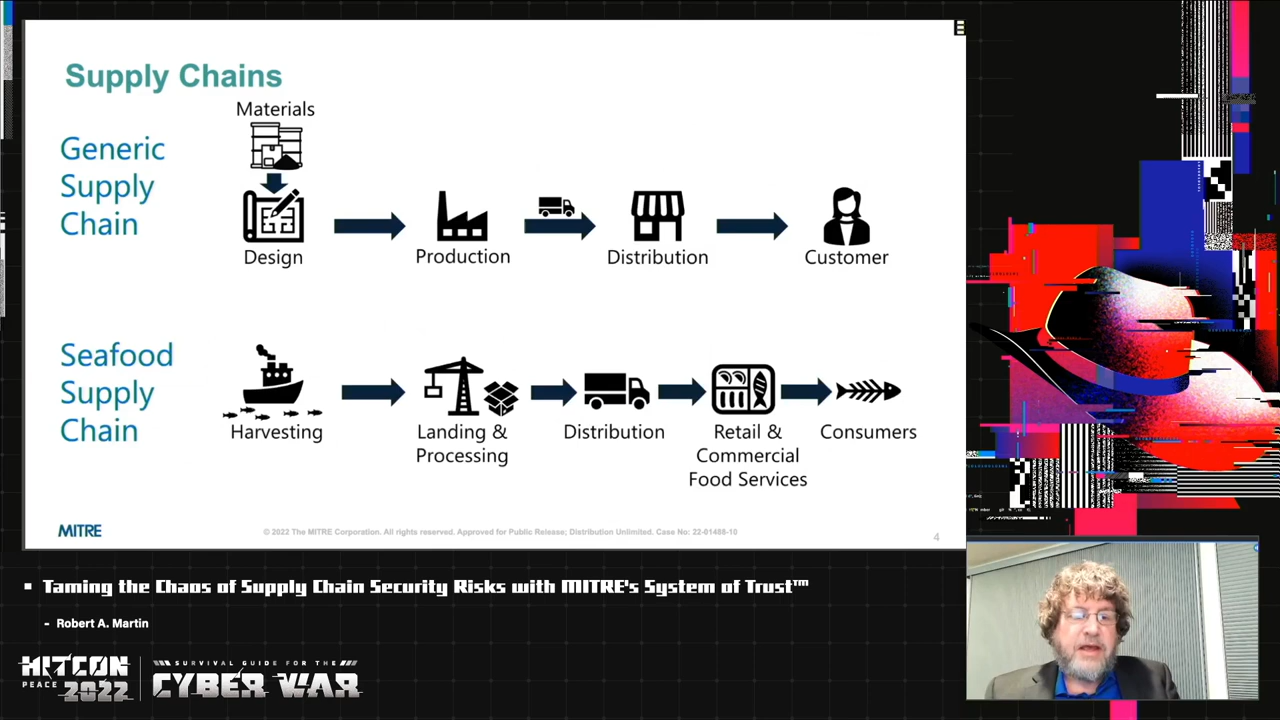 Supply Chains
Materials
Generic
Supply
Chain
Design
Production
Distribution
Customer
Seafood
Supply
Chain
Harvesting
Landing &
Processing
Distribution
Retail &
Commercial
Food Services
Consumers
MITRE
© 2022 The MITRE Corporation. All rights reserved. Approved for Public Release; Distribution Unlimited. Case No: 22-01488-10
4
Taming the Chaos of Supply Chain Security Risks with MITRE's System of Trust™
- Robert A. Martin
HITCON
PEACE 2022
SURVIVAL GUIDE FOR THE
CYBER WAR